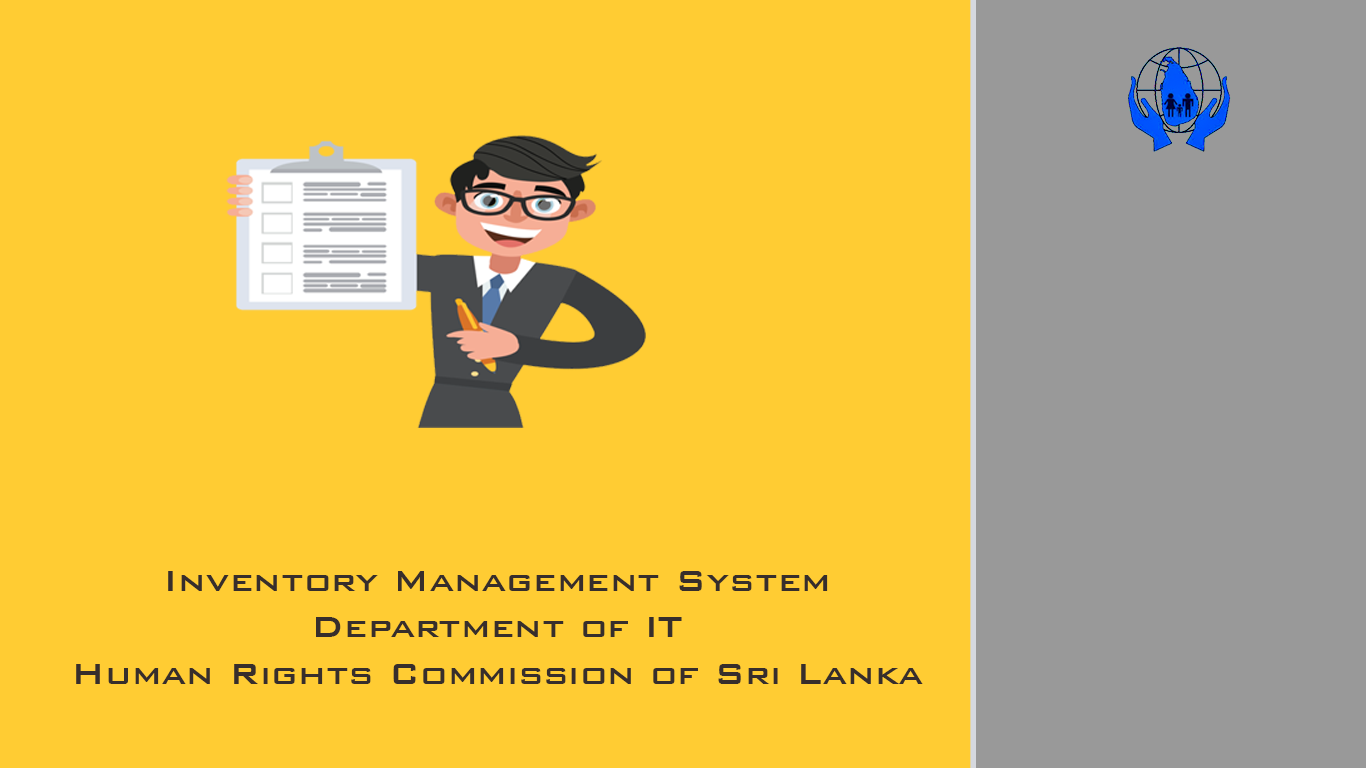 Inventory Management System
Department of IT
Human Rights Commission of Sri Lanka